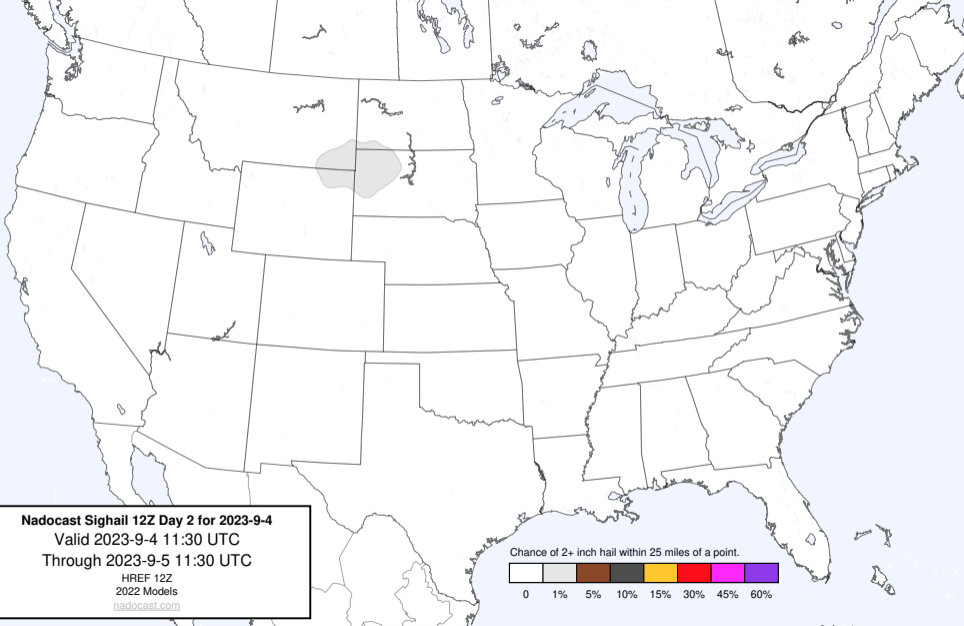 Nadocast Sighail 12Z Day 2 for 2023-9-4
Valid 2023-9-4 11:30 UTC
Through 2023-9-5 11:30 UTC
HREF 12Z
2022 Models
nadocast.com
Chance of 2+ inch hail within 25 miles of a point.
0 1% 5% 10% 15% 30% 45% 60%